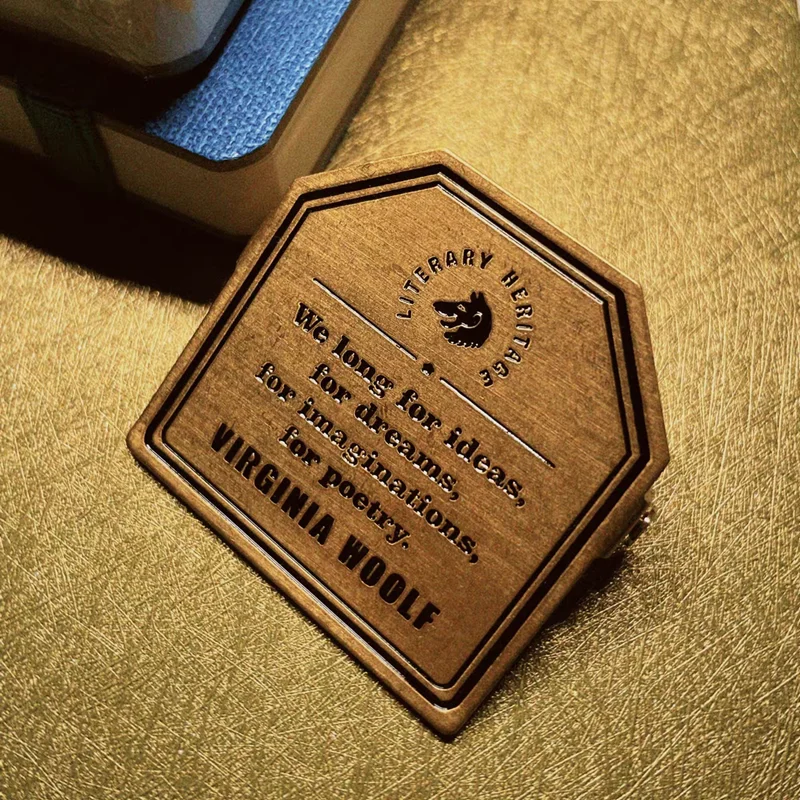 LITERARY HERITAGE
We long for ideas,
for dreams,
for imaginations,
for poetry.
VIRGINIA WOOLF